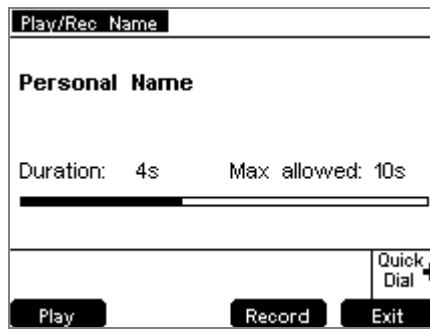 Play/Rec Name
Personal Name
Duration: 4s Max allowed: 10s
Quick
Dial
Play Record Exit